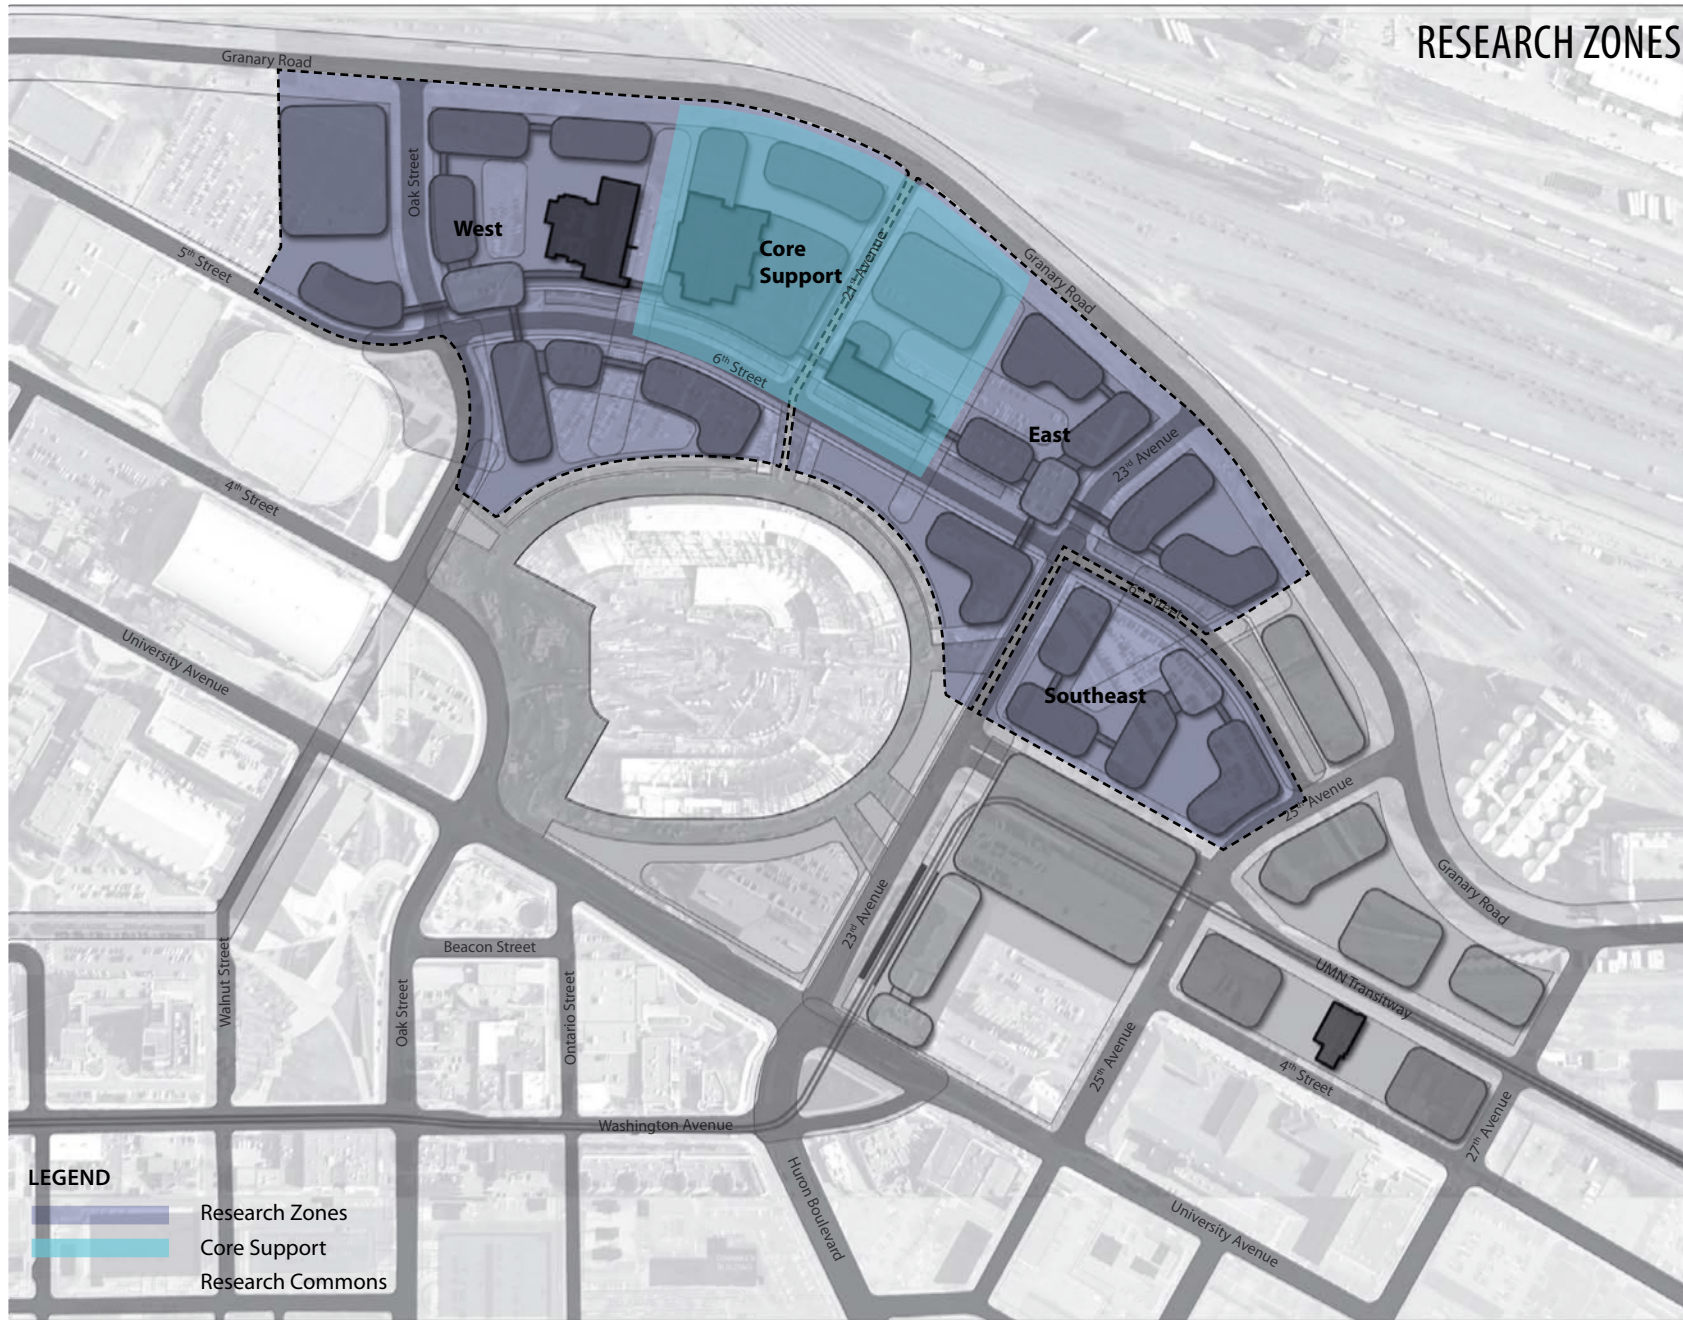 RESEARCH ZONES
Granary Road
Oak Street
West
5th Street
Core
Support
21st Avenue
Granary Road
6th Street
East
23rd Avenue
4th Street
6th Street
University Avenue
Southeast
25th Avenue
Granary Road
23rd Avenue
Beacon Street
Walnut Street
Oak Street
Ontario Street
UMN Transitway
25th Avenue
4th Street
Washington Avenue
27th Avenue
Huron Boulevard
University Avenue
LEGEND
Research Zones
Core Support
Research Commons